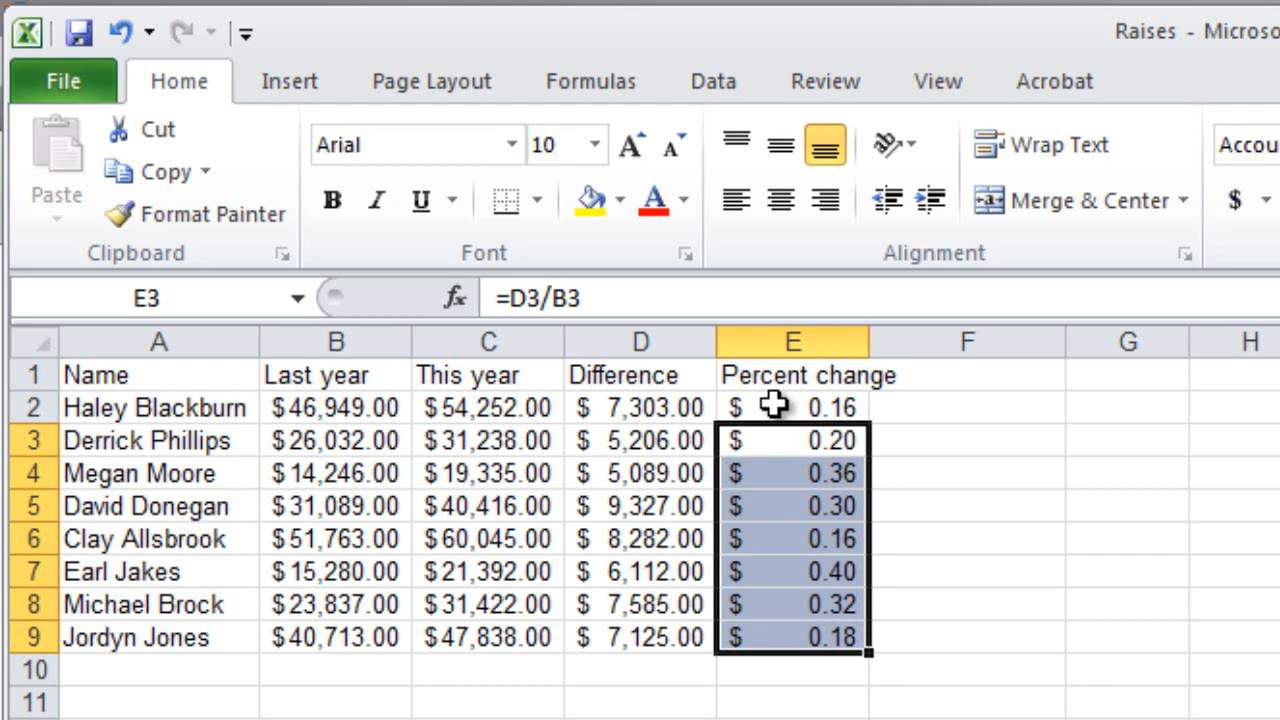 Raises - Microso
File Home Insert Page Layout Formulas Data Review View Acrobat
Paste
Cut
Copy
Format Painter
Clipboard
Arial 10 A A
B I U A
Font
Wrap Text
Merge & Center
Alignment
Accou
$
E3 fx =D3/B3
A B C D E F G H
1 Name Last year This year Difference Percent change
2 Haley Blackburn $46,949.00 $54,252.00 $ 7,303.00 $ 0.16
3 Derrick Phillips $26,032.00 $31,238.00 $ 5,206.00 $ 0.20
4 Megan Moore $14,246.00 $19,335.00 $ 5,089.00 $ 0.36
5 David Donegan $31,089.00 $40,416.00 $ 9,327.00 $ 0.30
6 Clay Allsbrook $51,763.00 $60,045.00 $ 8,282.00 $ 0.16
7 Earl Jakes $15,280.00 $21,392.00 $ 6,112.00 $ 0.40
8 Michael Brock $23,837.00 $31,422.00 $ 7,585.00 $ 0.32
9 Jordyn Jones $40,713.00 $47,838.00 $ 7,125.00 $ 0.18
10
11